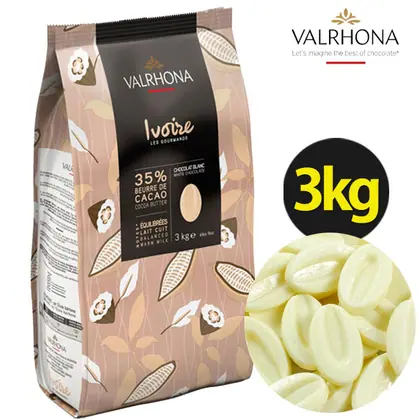 VALRHONA
Let's imagine the best of chocolate*
VALRHONA
Ivoire
LES GOURMANDS
35%
BEURRE DE
CACAO
COCOA BUTTER
CHOCOLAT BLANC
WHITE CHOCOLATE
ÉQUILIBRÉES
LAIT CUIT
BALANCED
WARM MILK
3 kg e
3kg